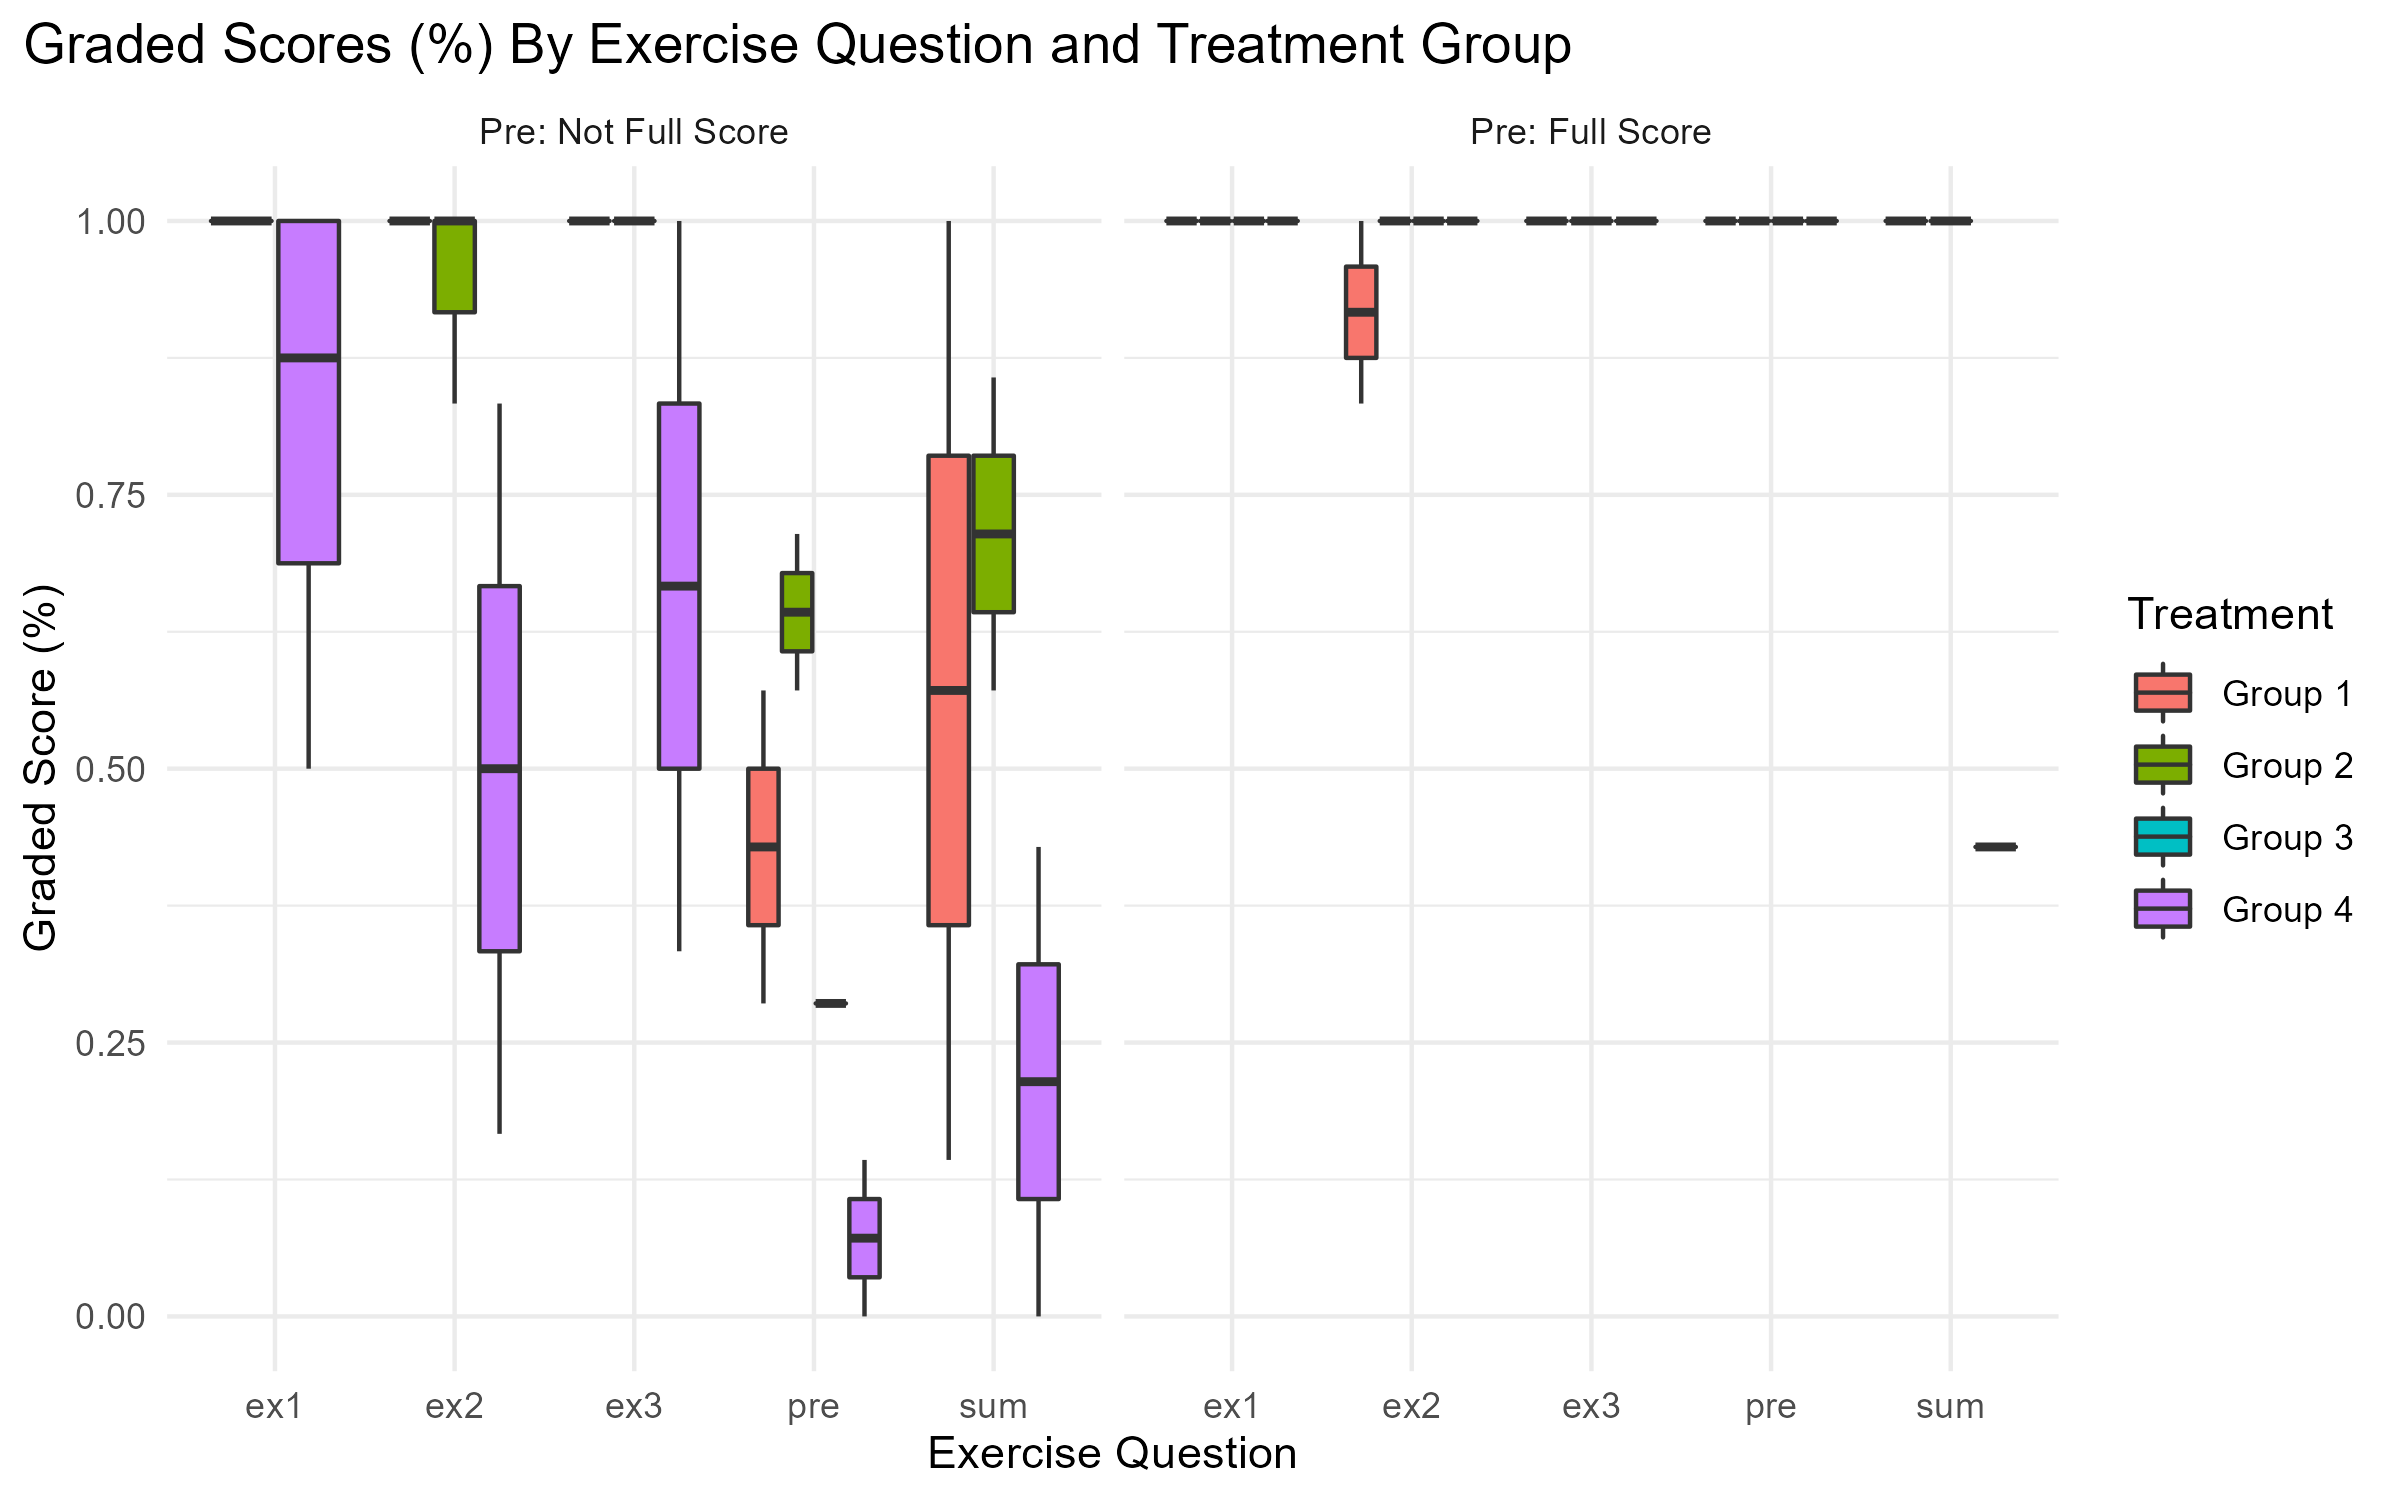 Graded Scores (%) By Exercise Question and Treatment Group
Pre: Not Full Score
Pre: Full Score
Graded Score (%)
1.00
0.75
0.50
0.25
0.00
ex1 ex2 ex3 pre sum
ex1 ex2 ex3 pre sum
Exercise Question
Treatment
Group 1
Group 2
Group 3
Group 4